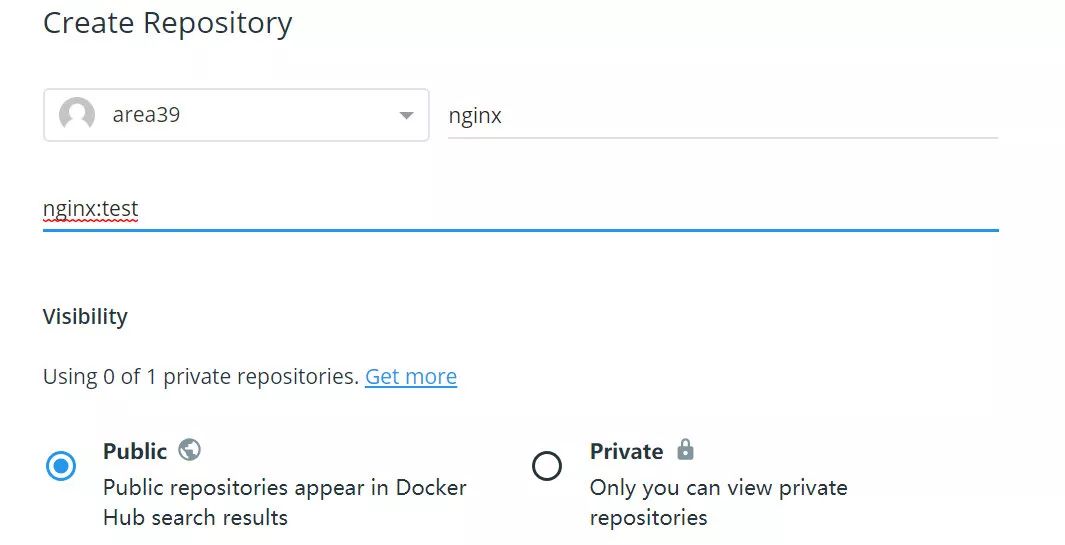 Create Repository
area39
nginx
nginx:test
Visibility
Using 0 of 1 private repositories. Get more
Public
Public repositories appear in Docker
Hub search results
Private
Only you can view private
repositories